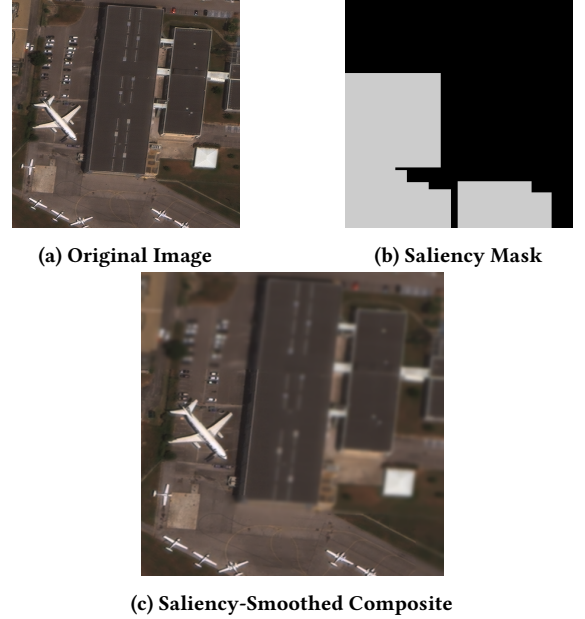 (a) Original Image
(b) Saliency Mask
(c) Saliency-Smoothed Composite